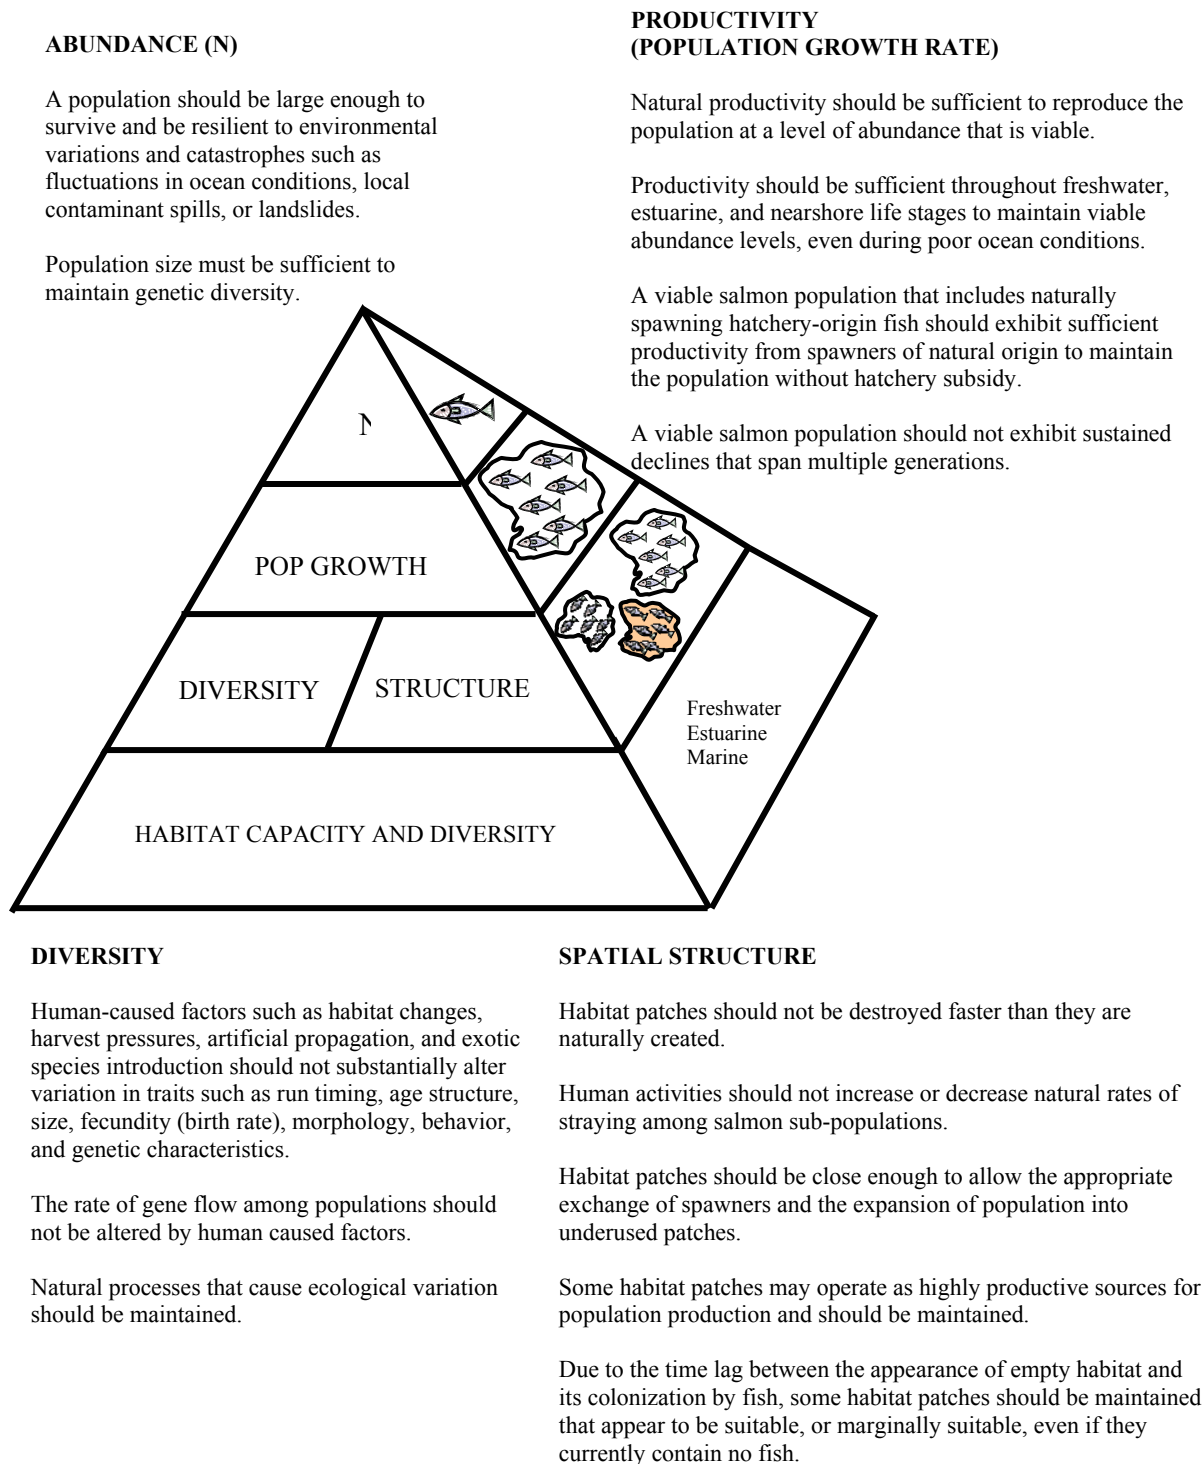 ABUNDANCE (N)
A population should be large enough to
survive and be resilient to environmental
variations and catastrophes such as
fluctuations in ocean conditions, local
contaminant spills, or landslides.
Population size must be sufficient to
maintain genetic diversity.
PRODUCTIVITY
(POPULATION GROWTH RATE)
Natural productivity should be sufficient to reproduce the
population at a level of abundance that is viable.
Productivity should be sufficient throughout freshwater,
estuarine, and nearshore life stages to maintain viable
abundance levels, even during poor ocean conditions.
A viable salmon population that includes naturally
spawning hatchery-origin fish should exhibit sufficient
productivity from spawners of natural origin to maintain
the population without hatchery subsidy.
A viable salmon population should not exhibit sustained
declines that span multiple generations.
N
POP GROWTH
DIVERSITY
STRUCTURE
HABITAT CAPACITY AND DIVERSITY
Freshwater
Estuarine
Marine
DIVERSITY
Human-caused factors such as habitat changes,
harvest pressures, artificial propagation, and exotic
species introduction should not substantially alter
variation in traits such as run timing, age structure,
size, fecundity (birth rate), morphology, behavior,
and genetic characteristics.
The rate of gene flow among populations should
not be altered by human caused factors.
Natural processes that cause ecological variation
should be maintained.
SPATIAL STRUCTURE
Habitat patches should not be destroyed faster than they are
naturally created.
Human activities should not increase or decrease natural rates of
straying among salmon sub-populations.
Habitat patches should be close enough to allow the appropriate
exchange of spawners and the expansion of population into
underused patches.
Some habitat patches may operate as highly productive sources for
population production and should be maintained.
Due to the time lag between the appearance of empty habitat and
its colonization by fish, some habitat patches should be maintained
that appear to be suitable, or marginally suitable, even if they
currently contain no fish.